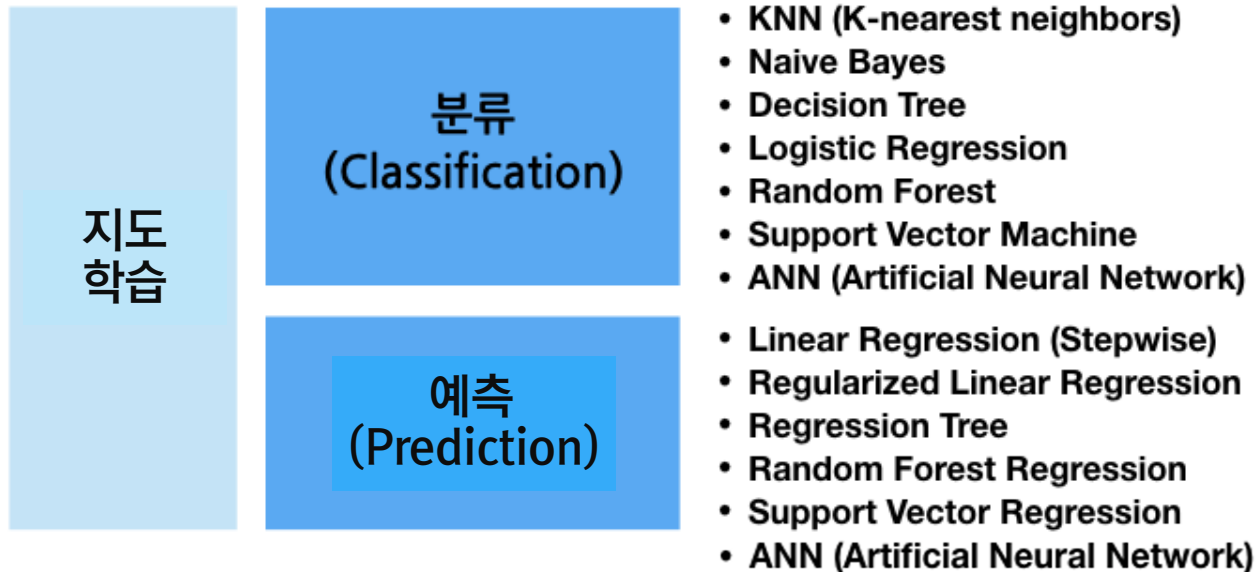 지도
학습
분류
(Classification)
• KNN (K-nearest neighbors)
• Naive Bayes
• Decision Tree
• Logistic Regression
• Random Forest
• Support Vector Machine
• ANN (Artificial Neural Network)
예측
(Prediction)
• Linear Regression (Stepwise)
• Regularized Linear Regression
• Regression Tree
• Random Forest Regression
• Support Vector Regression
• ANN (Artificial Neural Network)